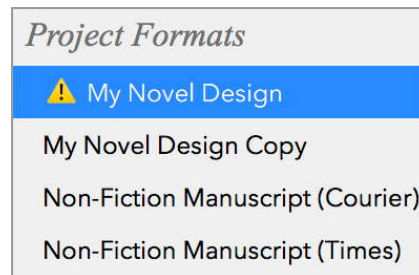 Project Formats
My Novel Design
My Novel Design Copy
Non-Fiction Manuscript (Courier)
Non-Fiction Manuscript (Times)